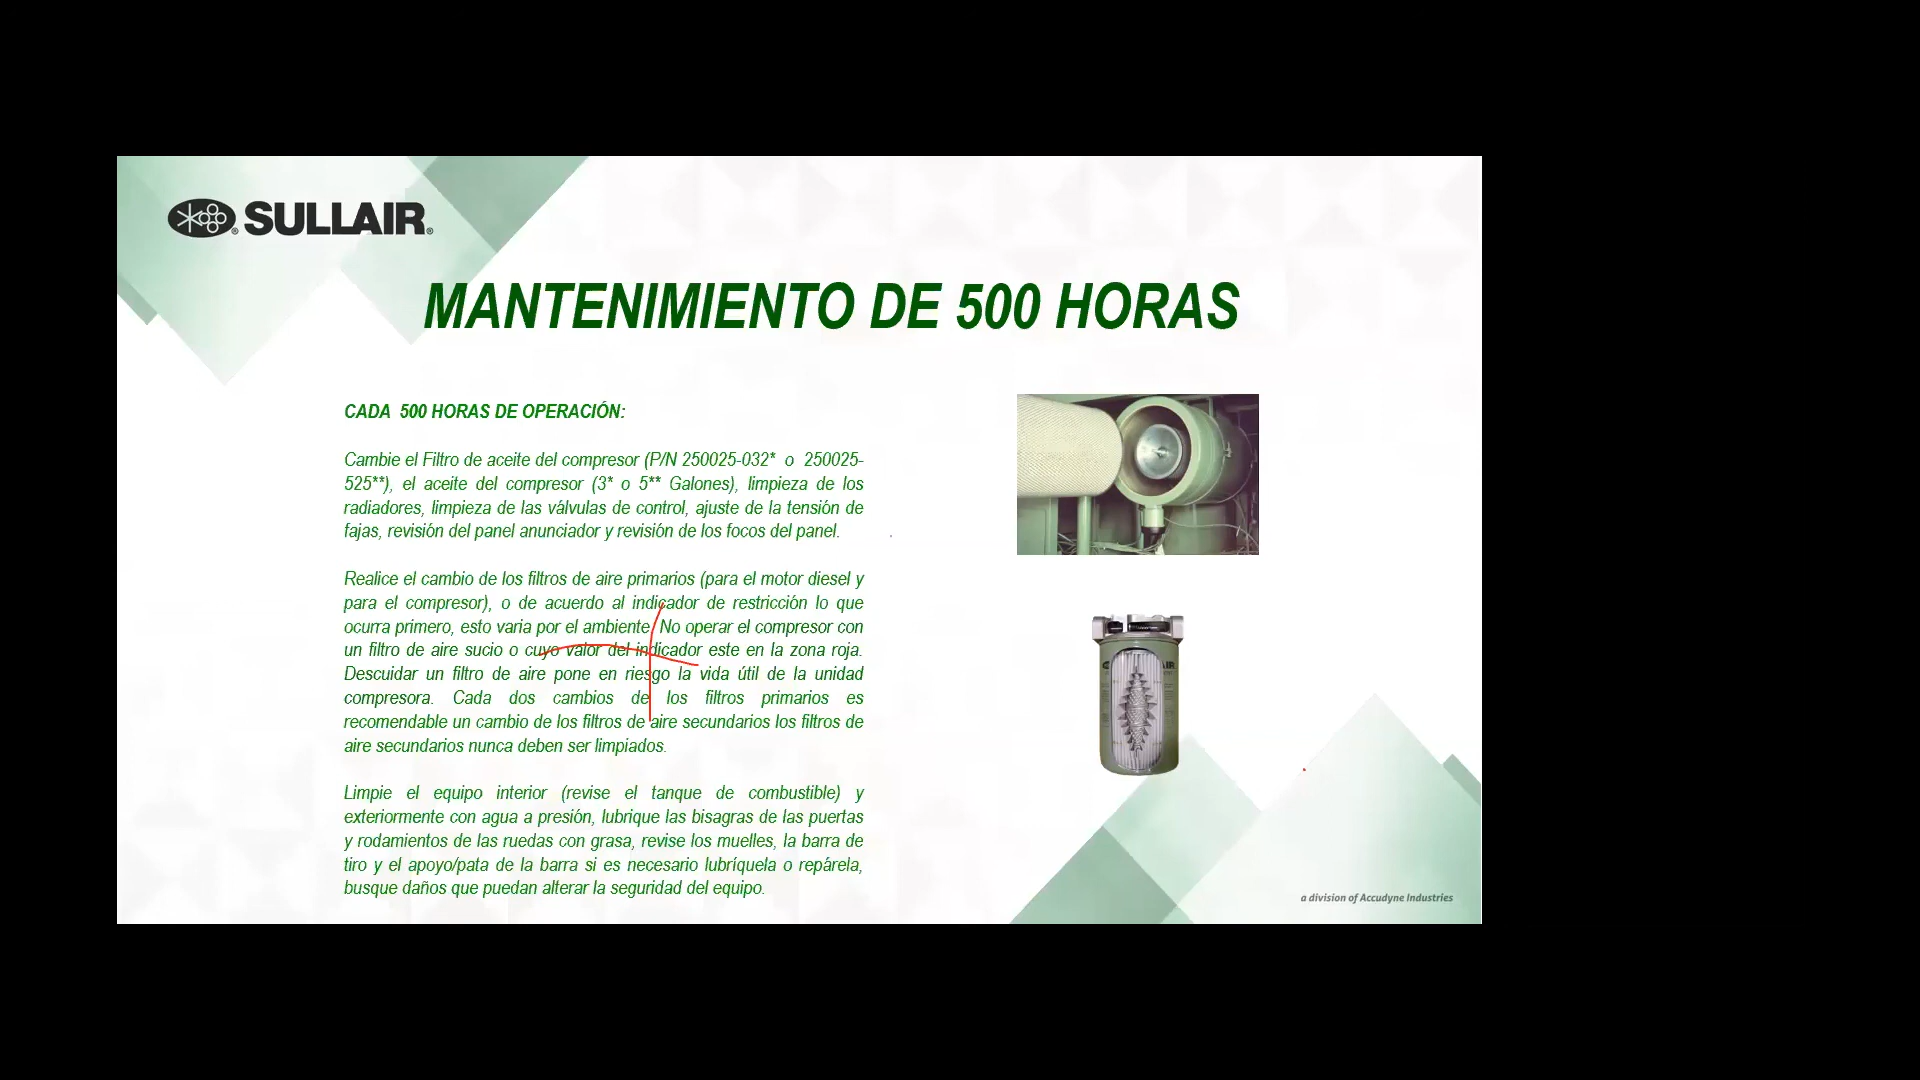 SULLAIR
MANTENIMIENTO DE 500 HORAS
CADA 500 HORAS DE OPERACIÓN:
Cambie el Filtro de aceite del compresor (P/N 250025-032* o 250025-
525**), el aceite del compresor (3* o 5** Galones), limpieza de los
radiadores, limpieza de las válvulas de control, ajuste de la tensión de
fajas, revisión del panel anunciador y revisión de los focos del panel.
Realice el cambio de los filtros de aire primarios (para el motor diesel y
para el compresor), o de acuerdo al indicador de restricción lo que
ocurra primero, esto varia por el ambiente. No operar el compresor con
un filtro de aire sucio o cuyo valor del indicador este en la zona roja.
Descuidar un filtro de aire pone en riesgo la vida útil de la unidad
compresora. Cada dos cambios de los filtros primarios es
recomendable un cambio de los filtros de aire secundarios los filtros de
aire secundarios nunca deben ser limpiados.
Limpie el equipo interior (revise el tanque de combustible) y
exteriormente con agua a presión, lubrique las bisagras de las puertas
y rodamientos de las ruedas con grasa, revise los muelles, la barra de
tiro y el apoyo/pata de la barra si es necesario lubríquela o repárela,
busque daños que puedan alterar la seguridad del equipo.
a division of Accudyne Industries